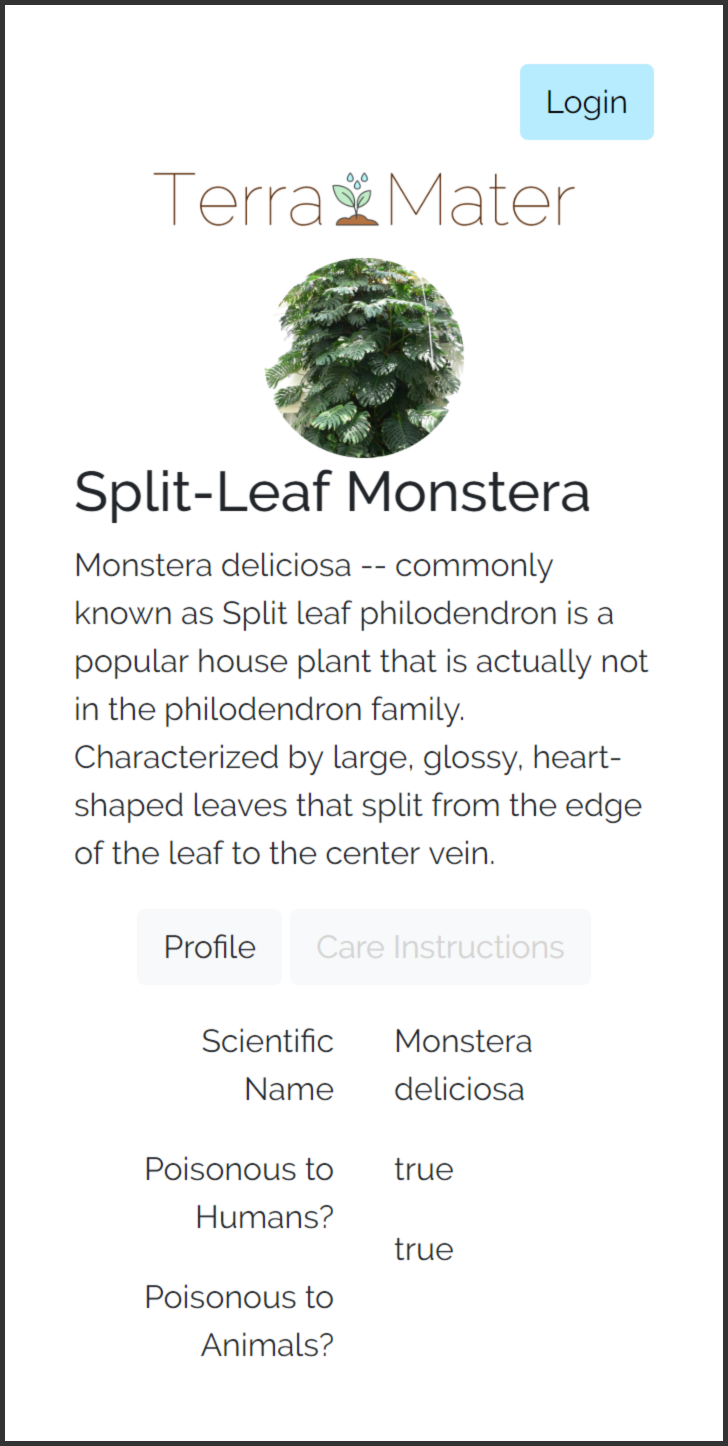 Login
Terra Mater
Split-Leaf Monstera
Monstera deliciosa -- commonly
known as Split leaf philodendron is a
popular house plant that is actually not
in the philodendron family.
Characterized by large, glossy, heart-
shaped leaves that split from the edge
of the leaf to the center vein.
Profile Care Instructions
Scientific Monstera
Name deliciosa
Poisonous to true
Humans?
true
Poisonous to
Animals?